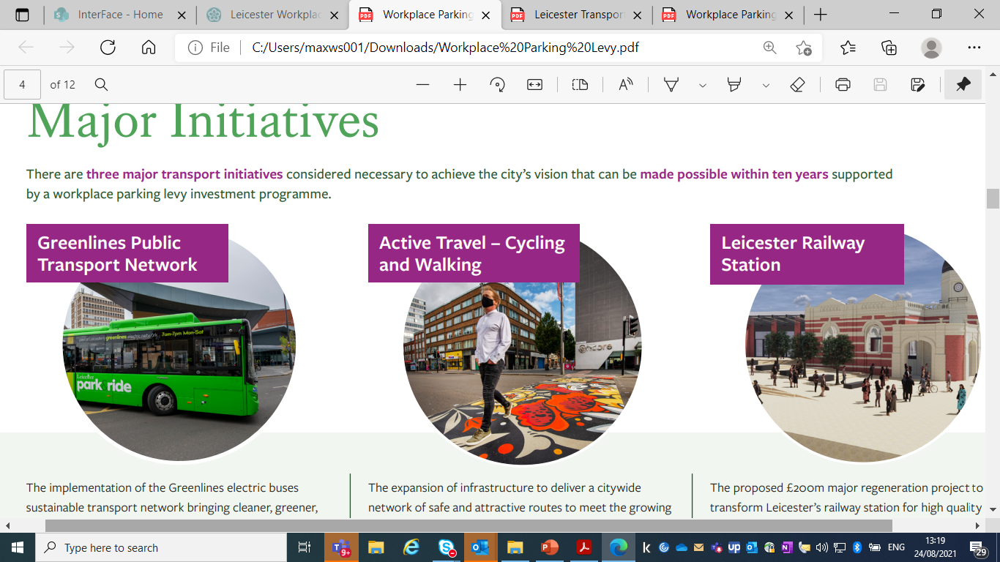 InterFace - Home
Leicester Workplac
Workplace Parking
Leicester Transpor
Workplace Parking
File
C:/Users/maxws001/Downloads/Workplace%20Parking%20Levy.pdf
4 of 12
Major Initiatives
There are three major transport initiatives considered necessary to achieve the city's vision that can be made possible within ten years supported
by a workplace parking levy investment programme.
Greenlines Public
Transport Network
greenlines electric network 7am-7pm Mon-Sat
Leicester
park ride
The implementation of the Greenlines electric buses
sustainable transport network bringing cleaner, greener,
Active Travel – Cycling
and Walking
encore
The expansion of infrastructure to deliver a citywide
network of safe and attractive routes to meet the growing
Leicester Railway
Station
The proposed £200m major regeneration project to
transform Leicester's railway station for high quality
Type here to search
9+
ENG
13:19
24/08/2021
29